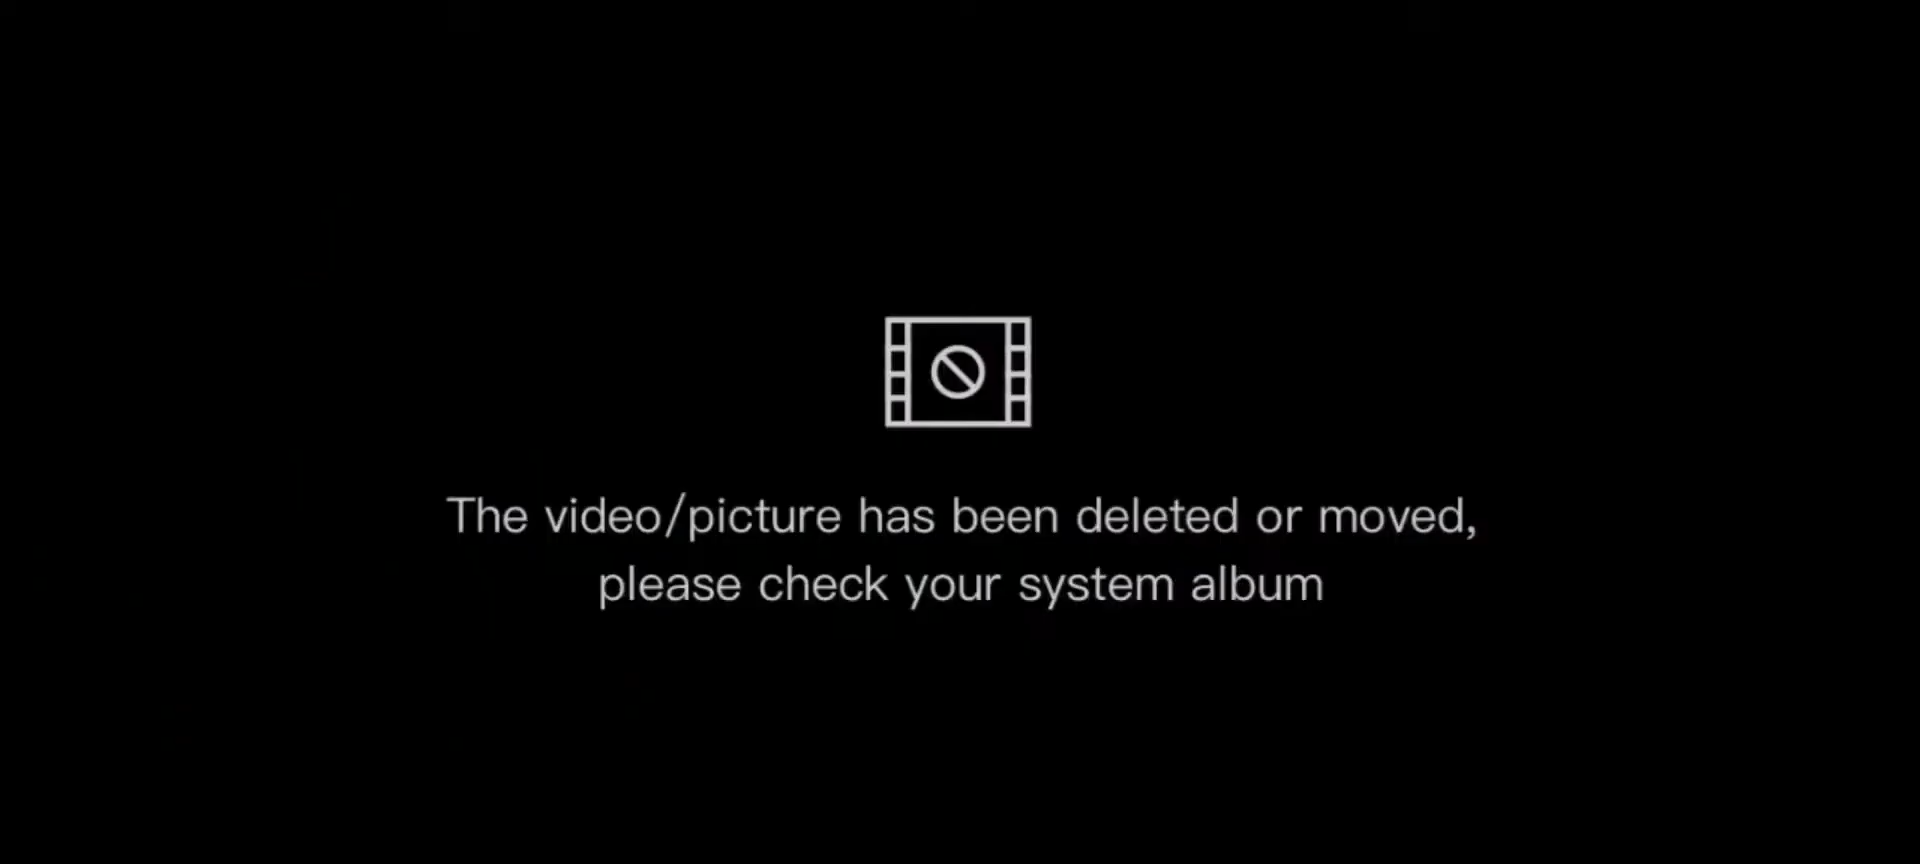 The video/picture has been deleted or moved,
please check your system album